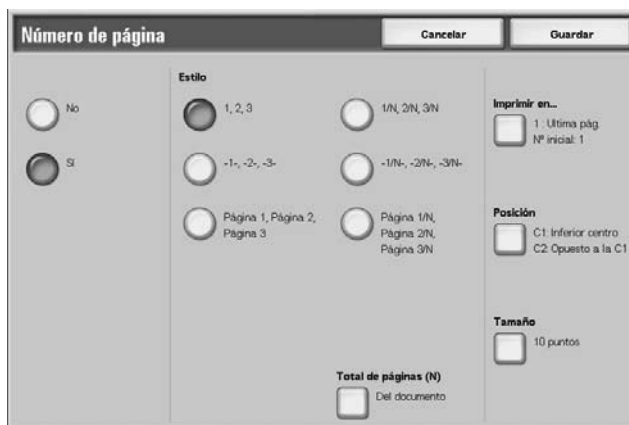 Número de página
Cancelar
Guardar
No
Sí
Estilo
1, 2, 3
1/N, 2/N, 3/N
-1-, -2-, -3-
-1/N-, -2/N-, -3/N-
Página 1, Página 2,
Página 3
Página 1/N,
Página 2/N,
Página 3/N
Total de páginas (N)
Del documento
Imprimir en...
1 : Ultima pág.
Nº inicial: 1
Posición
C1: Inferior centro
C2: Opuesto a la C1
Tamaño
10 puntos